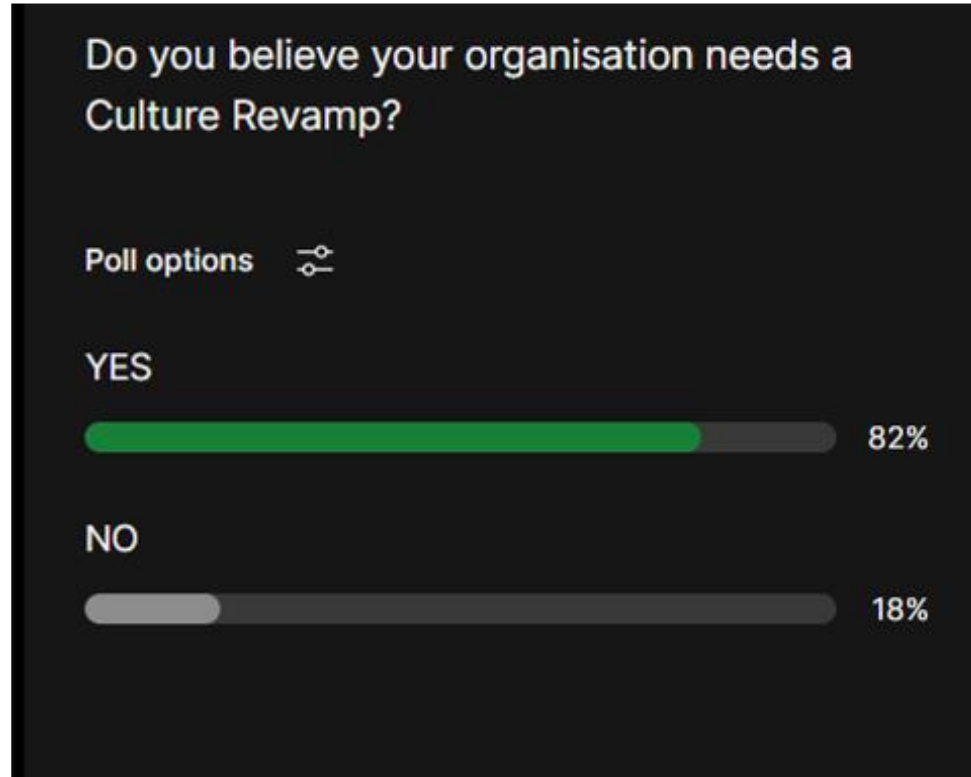 Do you believe your organisation needs a
Culture Revamp?
Poll options
YES
82%
NO
18%